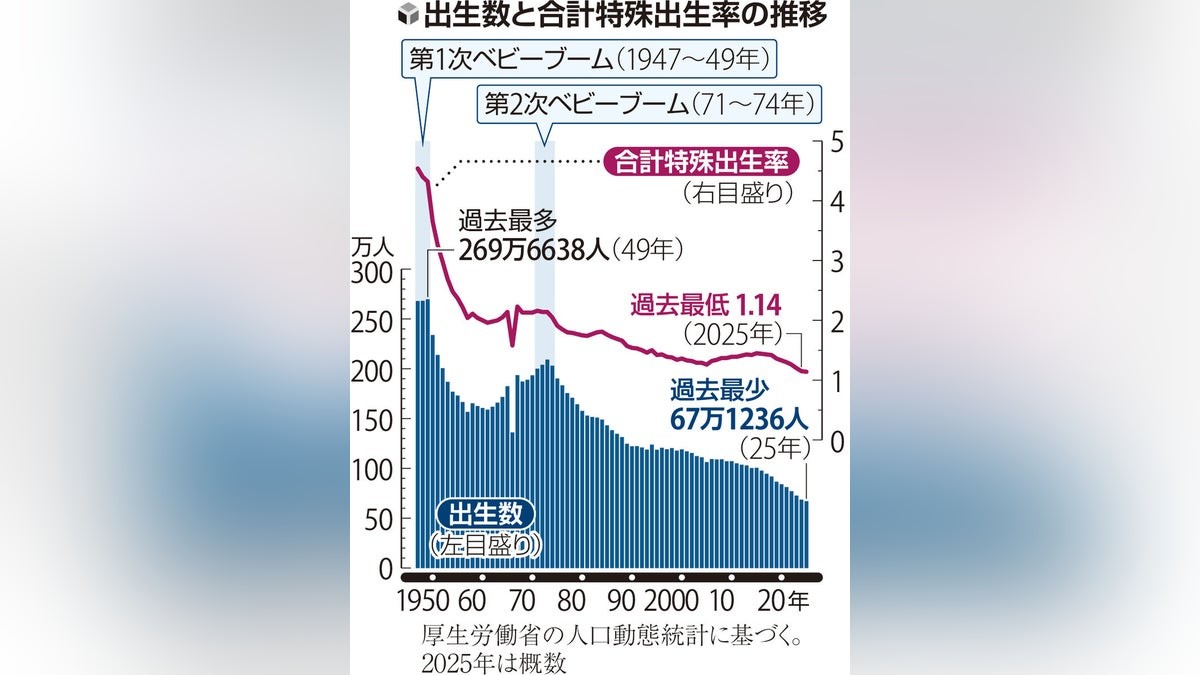 出生数と合計特殊出生率の推移
第1次ベビーブーム(1947〜49年)
第2次ベビーブーム(71〜74年)
合計特殊出生率
(右目盛り)
過去最多
269万6638人(49年)
万人
300
250
200
150
100
50
0
5
4
3
2
1
0
過去最低 1.14
(2025年)
過去最少
67万1236人
(25年)
出生数
(左目盛り)
1950 60 70 80 90 2000 10 20年
厚生労働省の人口動態統計に基づく。
2025年は概数